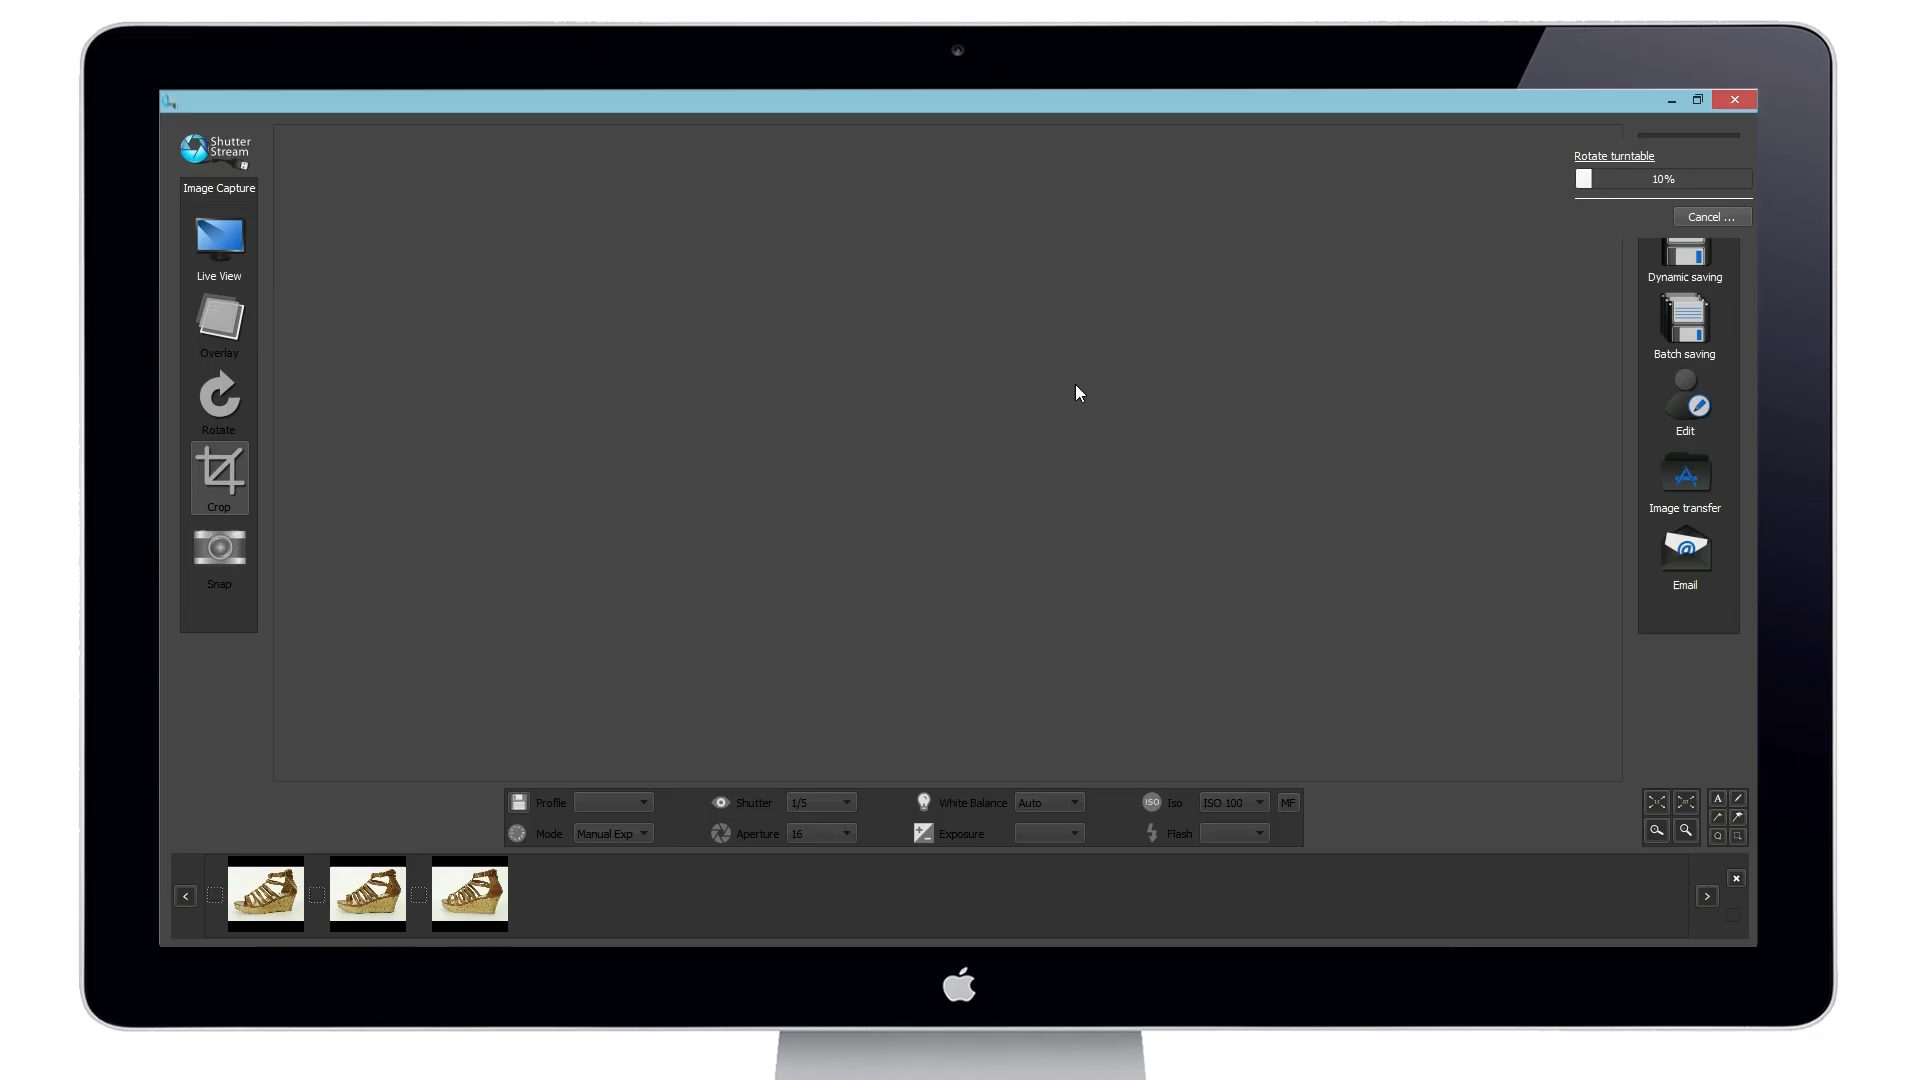 Shutter
Stream
Image Capture
Live View
Overlay
Rotate
Crop
Snap
Rotate turntable
10%
Cancel ...
Dynamic saving
Batch saving
Edit
Image transfer
Email
Profile
Shutter 1/5
White Balance Auto
ISO Iso ISO 100 MF
Mode Manual Exp
Aperture 16
Exposure
Flash
A